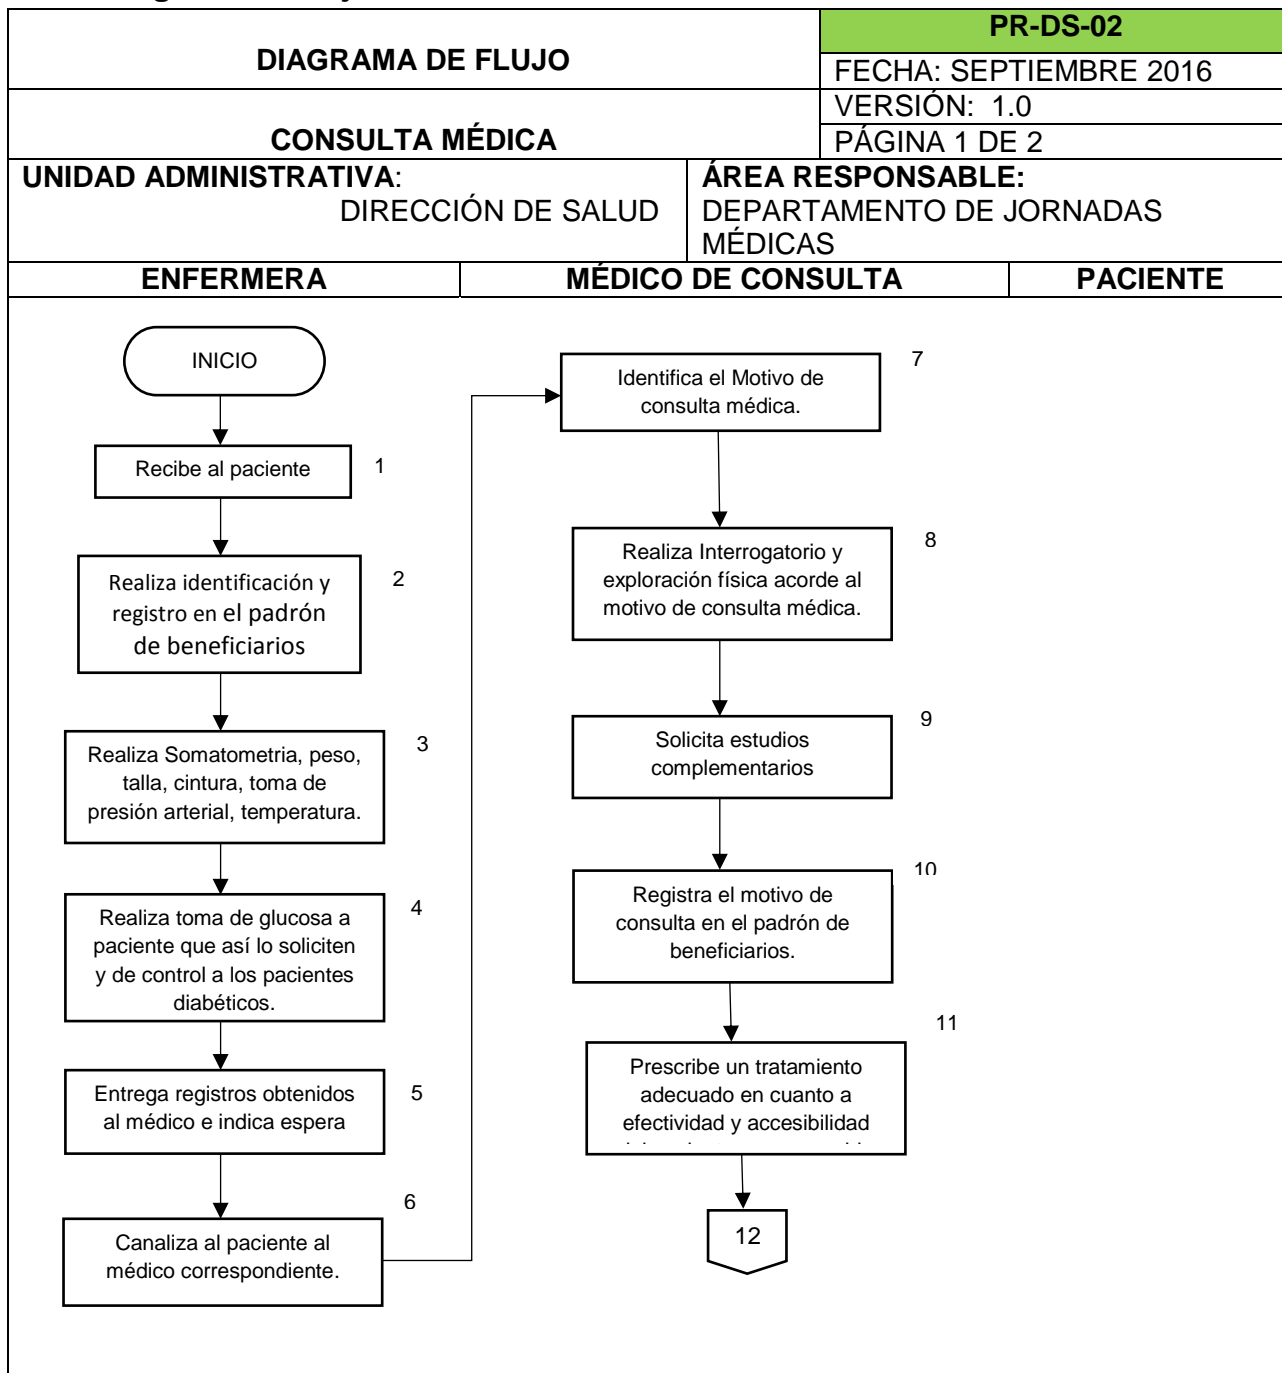 DIAGRAMA DE FLUJO
PR-DS-02
FECHA: SEPTIEMBRE 2016
CONSULTA MÉDICA
VERSIÓN: 1.0
PÁGINA 1 DE 2
UNIDAD ADMINISTRATIVA:
DIRECCIÓN DE SALUD
ÁREA RESPONSABLE:
DEPARTAMENTO DE JORNADAS
MÉDICAS
ENFERMERA
MÉDICO DE CONSULTA
PACIENTE
INICIO
Recibe al paciente
1
Realiza identificación y
registro en el padrón
de beneficiarios
2
Realiza Somatometria, peso,
talla, cintura, toma de
presión arterial, temperatura.
3
Realiza toma de glucosa a
paciente que así lo soliciten
y de control a los pacientes
diabéticos.
4
Entrega registros obtenidos
al médico e indica espera
5
Canaliza al paciente al
médico correspondiente.
6
Identifica el Motivo de
consulta médica.
7
Realiza Interrogatorio y
exploración física acorde al
motivo de consulta médica.
8
Solicita estudios
complementarios
9
Registra el motivo de
consulta en el padrón de
beneficiarios.
10
Prescribe un tratamiento
adecuado en cuanto a
efectividad y accesibilidad
11
12